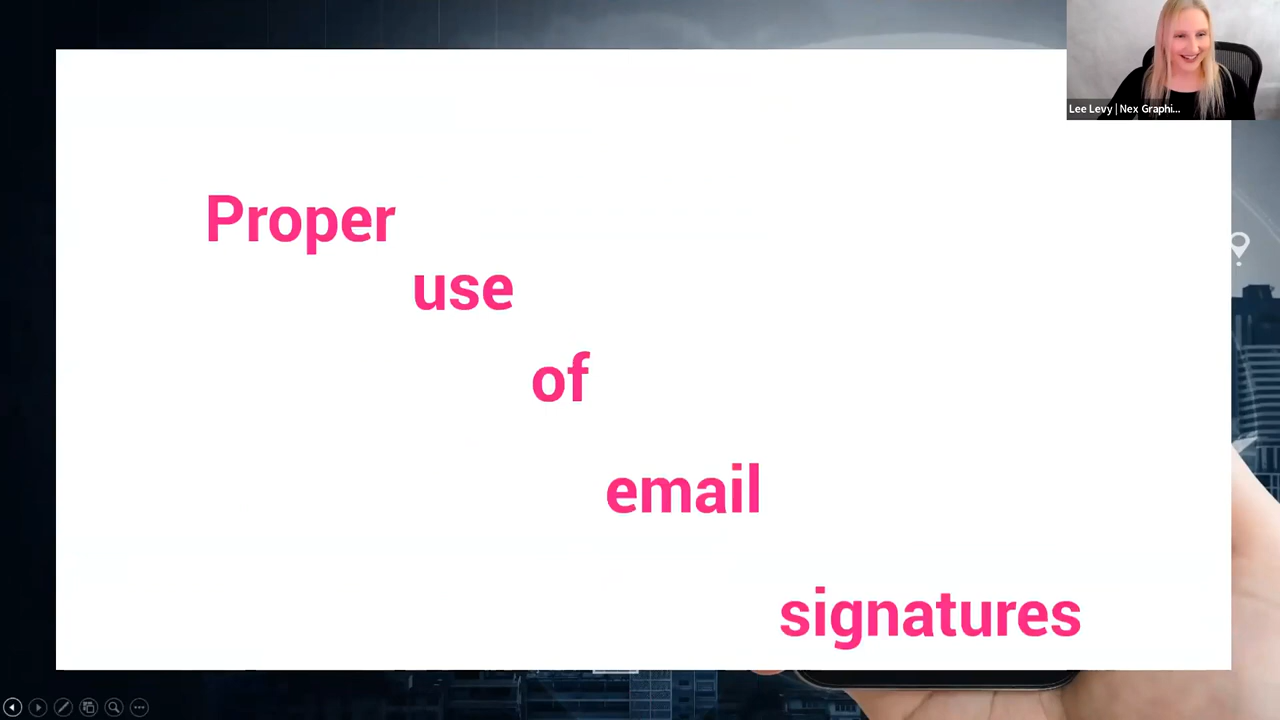 Lee Levy | Nex Graphi...
Proper
use
of
email
signatures